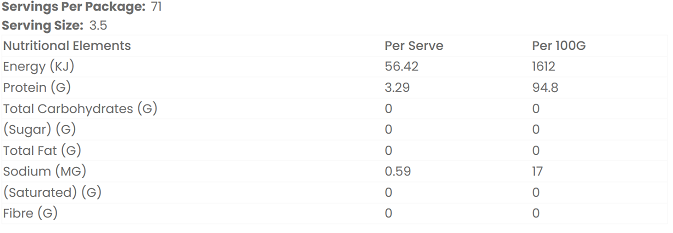 Servings Per Package: 71
Serving Size: 3.5
Nutritional Elements Per Serve Per 100G
Energy (KJ) 56.42 1612
Protein (G) 3.29 94.8
Total Carbohydrates (G) 0 0
(Sugar) (G) 0 0
Total Fat (G) 0 0
Sodium (MG) 0.59 17
(Saturated) (G) 0 0
Fibre (G) 0 0